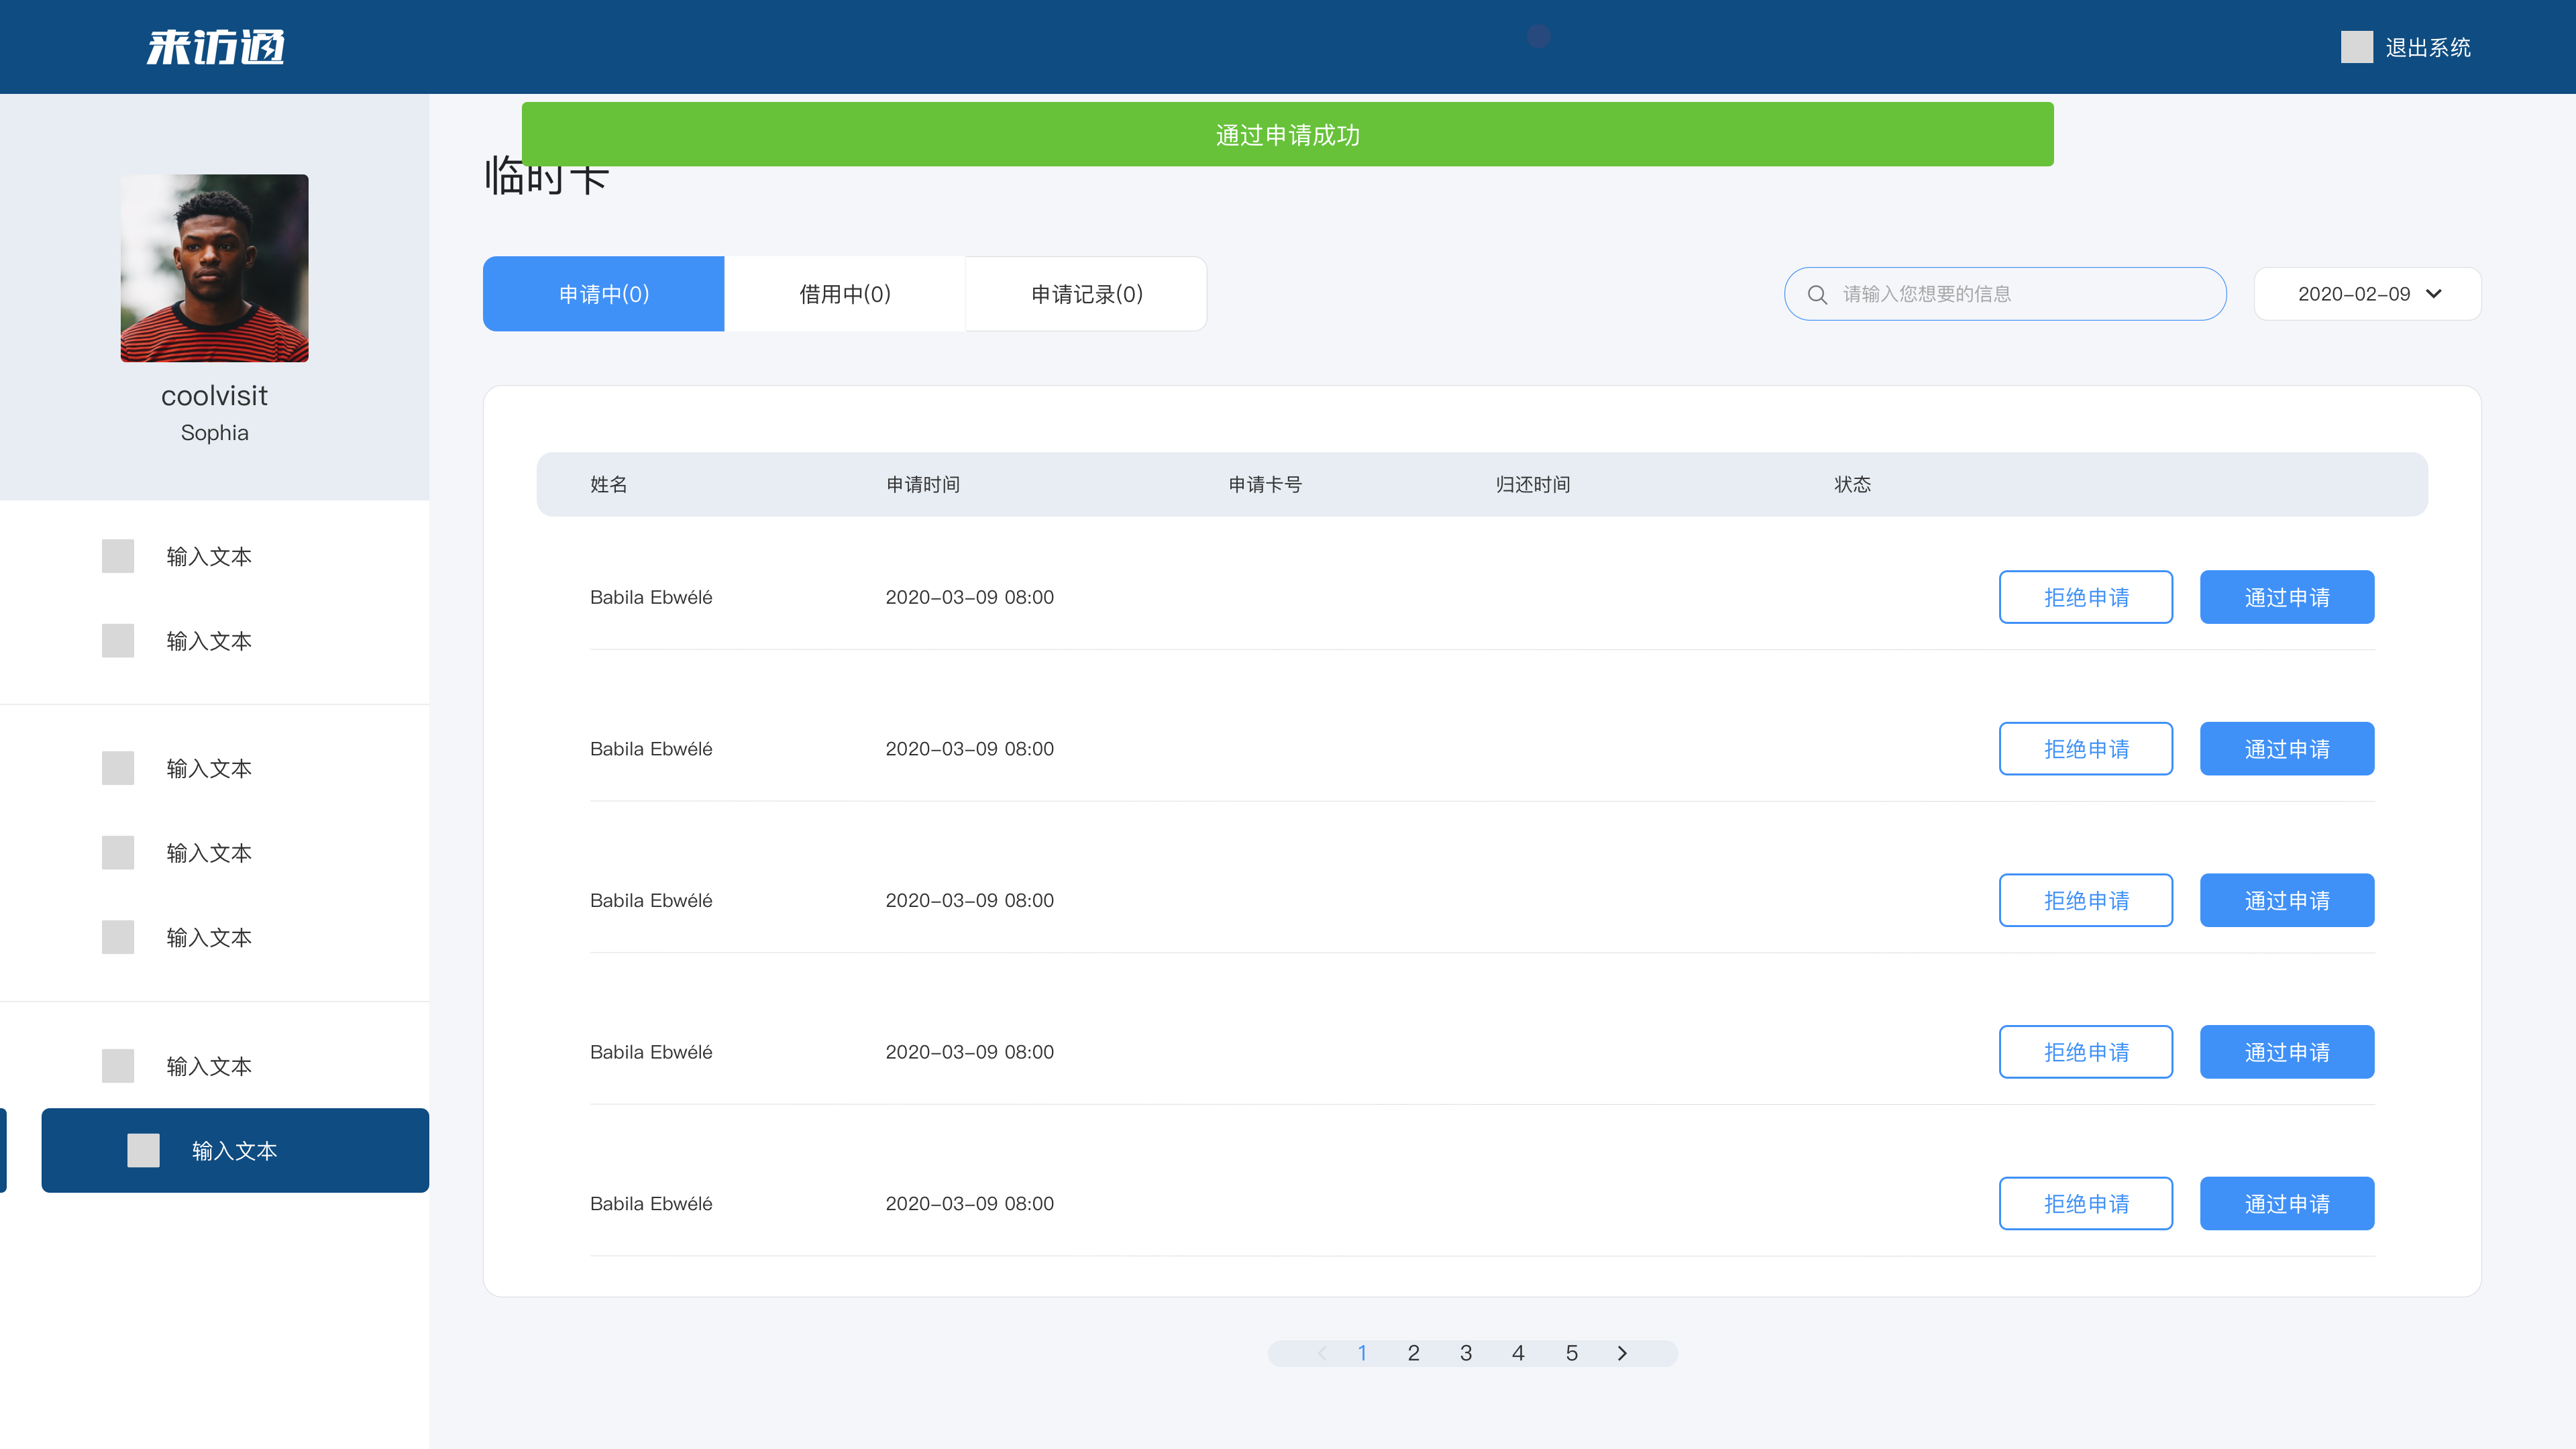 来访通
退出系统
通过申请成功
临时卡
coolvisit
Sophia
输入文本
输入文本
输入文本
输入文本
输入文本
输入文本
输入文本
申请中(0)
借用中(0)
申请记录(0)
请输入您想要的信息
2020-02-09
姓名 申请时间 申请卡号 归还时间 状态
Babila Ebwélé 2020-03-09 08:00 拒绝申请 通过申请
Babila Ebwélé 2020-03-09 08:00 拒绝申请 通过申请
Babila Ebwélé 2020-03-09 08:00 拒绝申请 通过申请
Babila Ebwélé 2020-03-09 08:00 拒绝申请 通过申请
Babila Ebwélé 2020-03-09 08:00 拒绝申请 通过申请
1 2 3 4 5